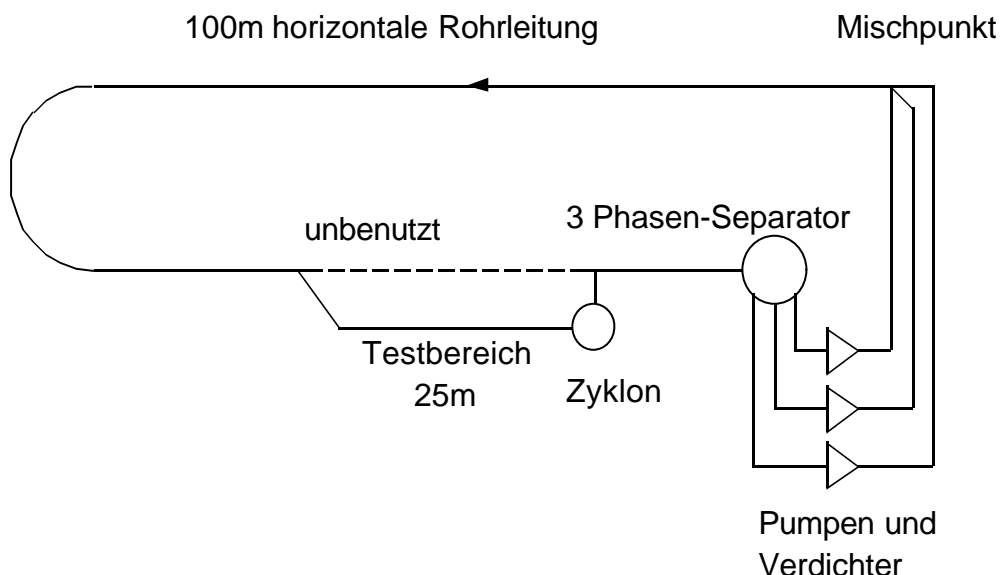 100m horizontale Rohrleitung
Mischpunkt
unbenutzt
3 Phasen-Separator
Testbereich
25m
Zyklon
Pumpen und
Verdichter